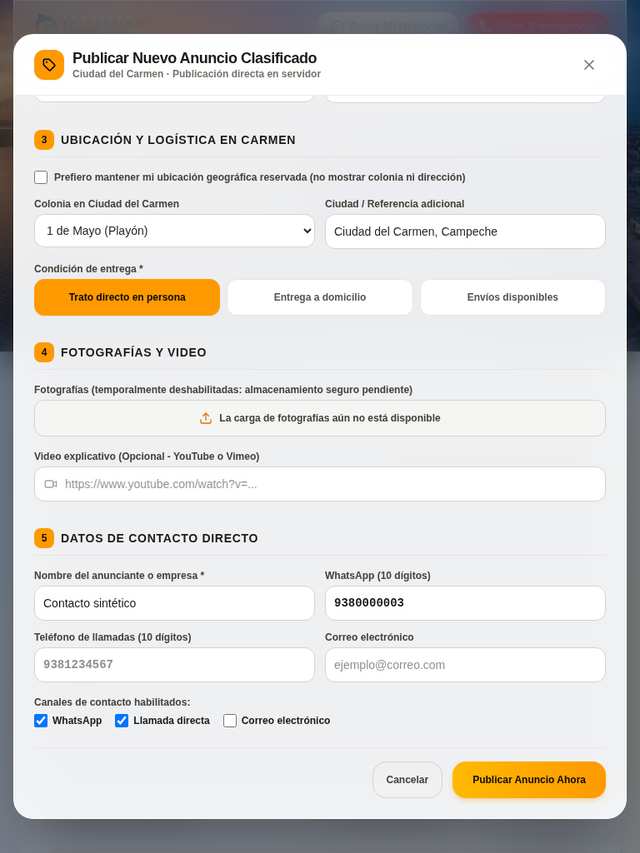 Publicar Nuevo Anuncio Clasificado
Ciudad del Carmen · Publicación directa en servidor
3 UBICACIÓN Y LOGÍSTICA EN CARMEN
Prefiero mantener mi ubicación geográfica reservada (no mostrar colonia ni dirección)
Colonia en Ciudad del Carmen
Ciudad / Referencia adicional
1 de Mayo (Playón)
Ciudad del Carmen, Campeche
Condición de entrega *
Trato directo en persona
Entrega a domicilio
Envíos disponibles
4 FOTOGRAFÍAS Y VIDEO
Fotografías (temporalmente deshabilitadas: almacenamiento seguro pendiente)
La carga de fotografías aún no está disponible
Video explicativo (Opcional - YouTube o Vimeo)
https://www.youtube.com/watch?v=...
5 DATOS DE CONTACTO DIRECTO
Nombre del anunciante o empresa *
WhatsApp (10 dígitos)
Contacto sintético
9380000003
Teléfono de llamadas (10 dígitos)
Correo electrónico
9381234567
ejemplo@correo.com
Canales de contacto habilitados:
WhatsApp
Llamada directa
Correo electrónico
Cancelar
Publicar Anuncio Ahora